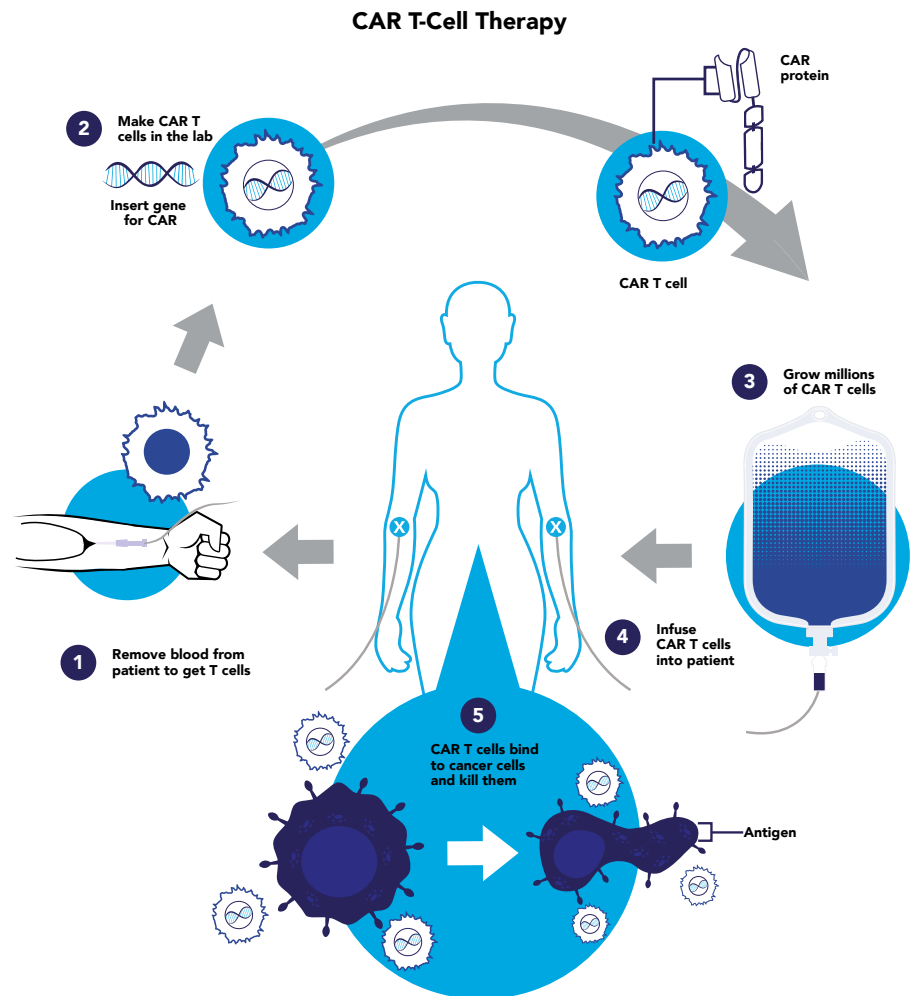 CAR T-Cell Therapy
CAR
protein
2
Make CAR T
cells in the lab
Insert gene
for CAR
CAR T cell
3
Grow millions
of CAR T cells
X
X
1
Remove blood from
patient to get T cells
4
Infuse
CAR T cells
into patient
5
CAR T cells bind
to cancer cells
and kill them
Antigen